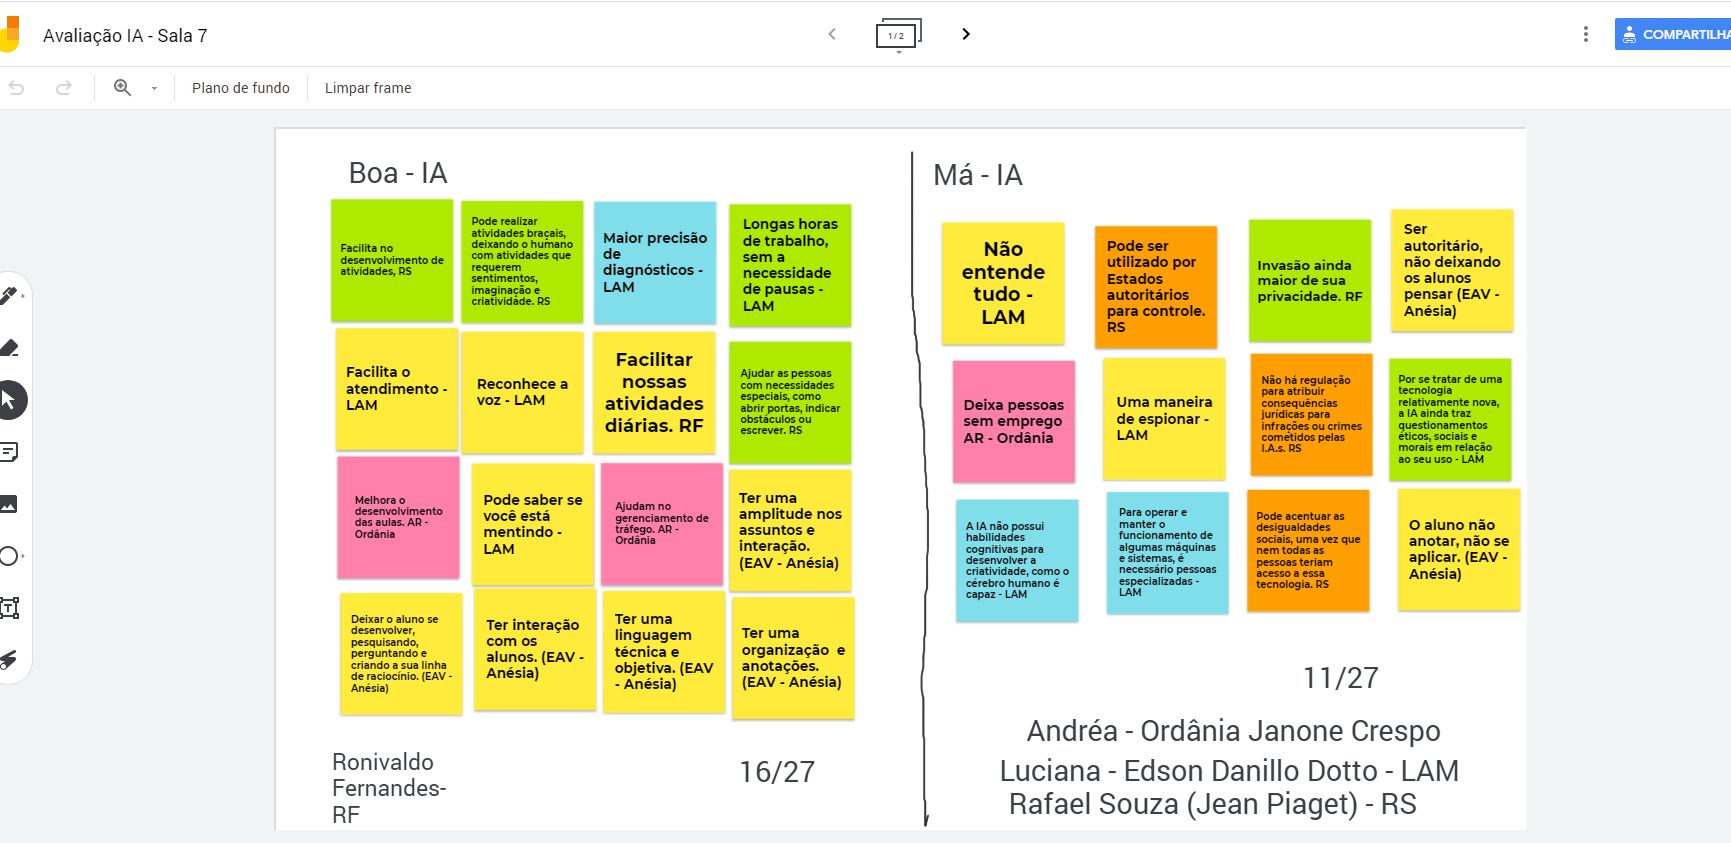 Avaliação IA - Sala 7
1/2
COMPARTILHA
Plano de fundo
Limpar frame
Boa - IA
Facilita no
desenvolvimento de
atividades, RS
Pode realizar
atividades braçais,
deixando o humano
com atividades que
requerem
sentimentos,
imaginação e
criatividade. RS
Maior precisão
de
diagnósticos -
LAM
Longas horas
de trabalho,
sem a
necessidade
de pausas -
LAM
Facilita o
atendimento -
LAM
Reconhece a
voz - LAM
Facilitar
nossas
atividades
diárias. RF
Ajudar as pessoas
com necessidades
especiais, como
abrir portas, indicar
obstáculos ou
escrever. RS
Melhora o
desenvolvimento
das aulas. AR -
Ordânia
Pode saber se
você está
mentindo -
LAM
Ajudam no
gerenciamento de
tráfego. AR -
Ordânia
Ter uma
amplitude nos
assuntos e
interação.
(EAV - Anésia)
Deixar o aluno se
desenvolver,
pesquisando,
perguntando e
criando a sua linha
de raciocínio. (EAV -
Anésia)
Ter interação
com os
alunos. (EAV -
Anésia)
Ter uma
linguagem
técnica e
objetiva. (EAV
- Anésia)
Ter uma
organização e
anotações.
(EAV - Anésia)
Ronivaldo
Fernandes-
RF
16/27
Má - IA
Não
entende
tudo -
LAM
Pode ser
utilizado por
Estados
autoritários
para controle.
RS
Invasão ainda
maior de sua
privacidade. RF
Ser
autoritário,
não deixando
os alunos
pensar (EAV -
Anésia)
Deixa pessoas
sem emprego
AR - Ordânia
Uma maneira
de espionar -
LAM
Não há regulação
para atribuir
consequências
jurídicas para
infrações ou crimes
cométidos pelas
I.A.s. RS
Por se tratar de uma
tecnologia
relativamente nova,
a IA ainda traz
questionamentos
éticos, sociais e
morais em relação
ao seu uso - LAM
A IA não possui
habilidades
cognitivas para
desenvolver a
criatividade, como o
cérebro humano é
capaz - LAM
Para operar e
manter o
funcionamento de
algumas máquinas
e sistemas, é
necessário pessoas
especializadas -
LAM
Pode acentuar as
desigualdades
sociais, uma vez que
nem todas as
pessoas teriam
acesso a essa
tecnologia. RS
O aluno não
anotar, não se
aplicar. (EAV -
Anésia)
11/27
Andréa - Ordânia Janone Crespo
Luciana - Edson Danillo Dotto - LAM
Rafael Souza (Jean Piaget) - RS